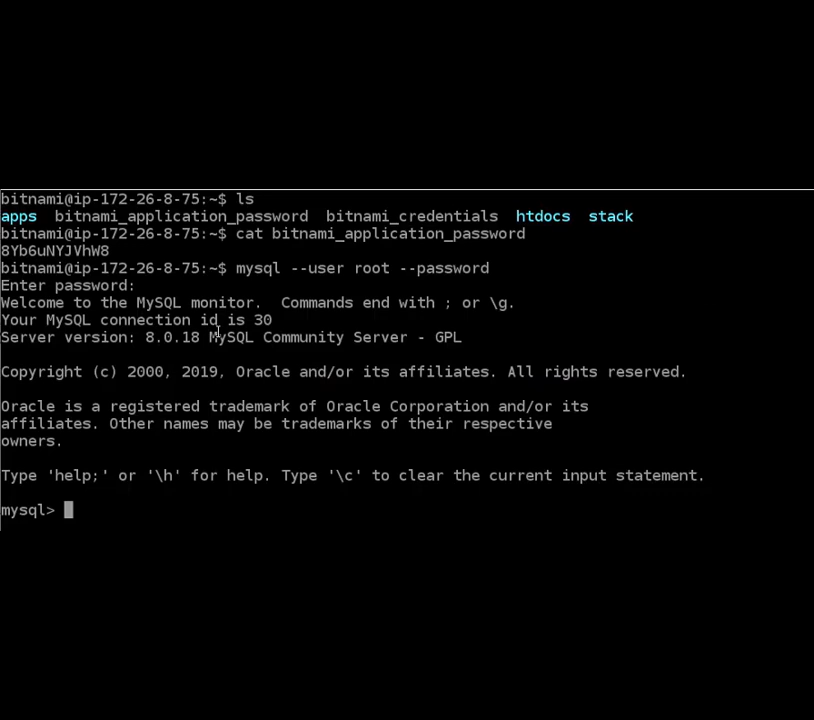 bitnami@ip-172-26-8-75:~$ ls
apps  bitnami_application_password  bitnami_credentials  htdocs  stack
bitnami@ip-172-26-8-75:~$ cat bitnami_application_password
8Yb6uNYJVhW8
bitnami@ip-172-26-8-75:~$ mysql --user root --password
Enter password:
Welcome to the MySQL monitor.  Commands end with ; or \g.
Your MySQL connection id is 30
Server version: 8.0.18 MySQL Community Server - GPL
Copyright (c) 2000, 2019, Oracle and/or its affiliates. All rights reserved.
Oracle is a registered trademark of Oracle Corporation and/or its
affiliates. Other names may be trademarks of their respective
owners.
Type 'help;' or '\h' for help. Type '\c' to clear the current input statement.
mysql>